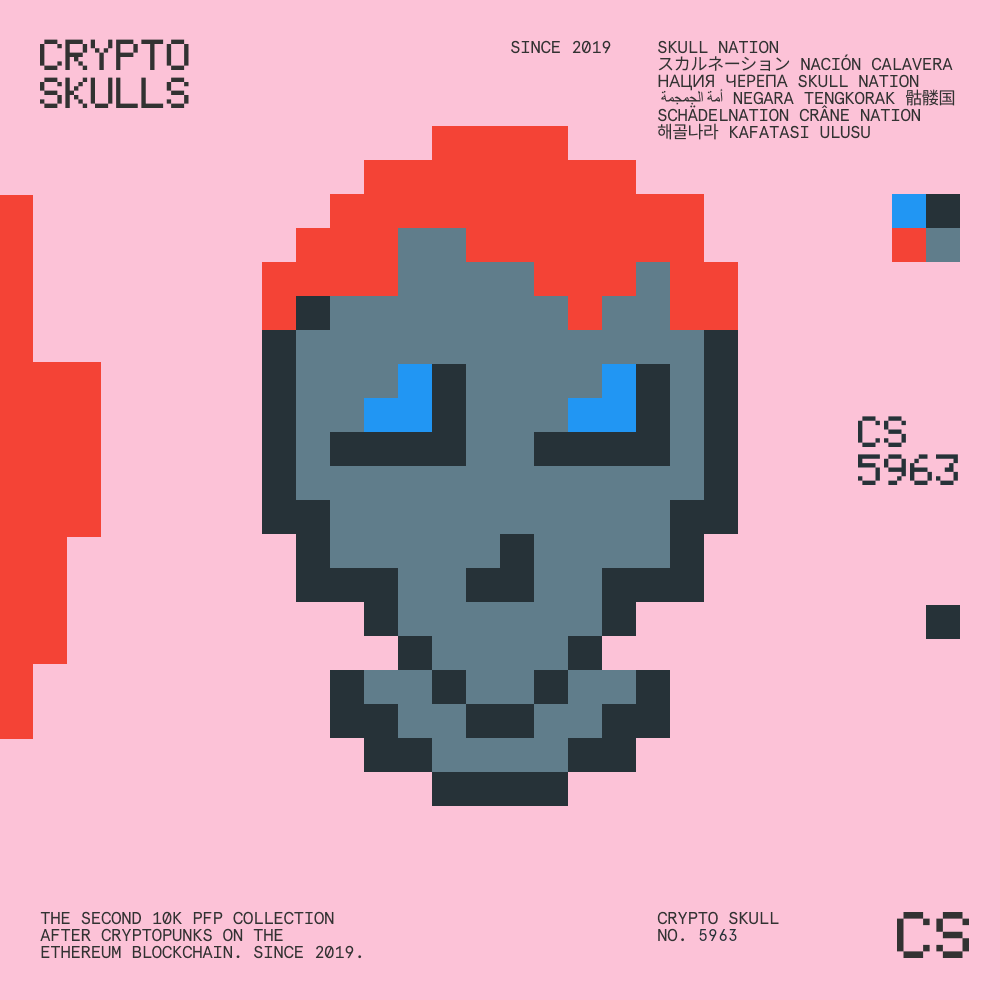 CRYPTO
SKULLS
SINCE 2019
SKULL NATION
スカルネーション NACIÓN CALAVERA
НАЦИЯ ЧЕРЕПА SKULL NATION
أمة الجمجمة NEGARA TENGKORAK 骷髅国
SCHÄDELNATION CRÂNE NATION
해골나라 KAFATASI ULUSU
CS
5963
THE SECOND 10K PFP COLLECTION
AFTER CRYPTOPUNKS ON THE
ETHEREUM BLOCKCHAIN. SINCE 2019.
CRYPTO SKULL
NO. 5963
CS